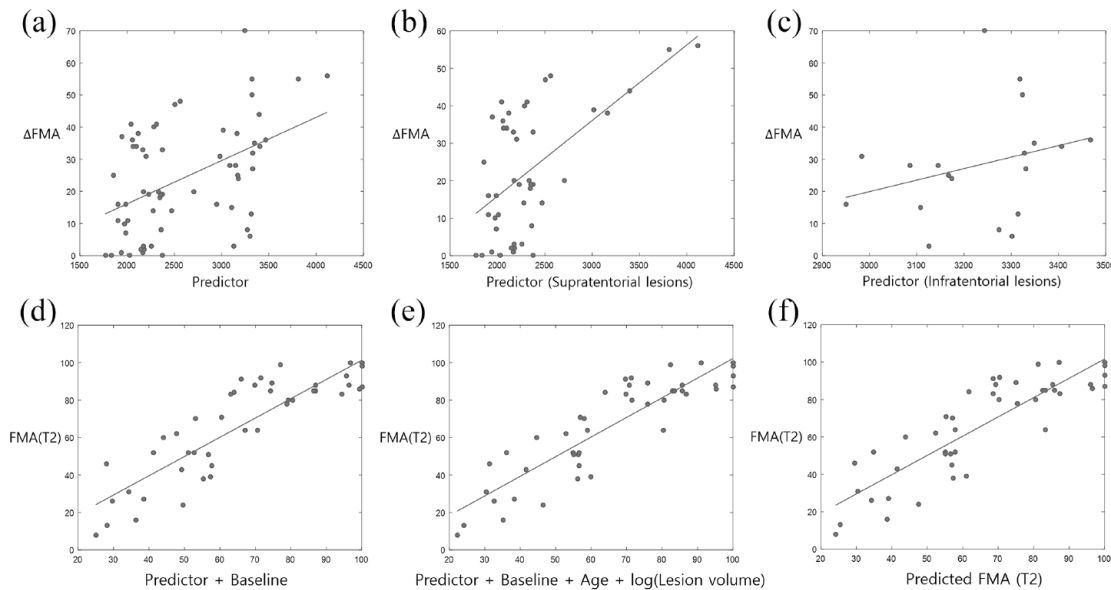 (a)
70
60
50
40
30
20
10
0
ΔFMA
1500 2000 2500 3000 3500 4000 4500
Predictor
(b)
60
50
40
30
20
10
0
ΔFMA
1500 2000 2500 3000 3500 4000 4500
Predictor (Supratentorial lesions)
(c)
70
60
50
40
30
20
10
0
ΔFMA
2900 3000 3100 3200 3300 3400 3500
Predictor (Infratentorial lesions)
(d)
120
100
80
60
40
20
0
FMA(T2)
20 30 40 50 60 70 80 90 100
Predictor + Baseline
(e)
120
100
80
60
40
20
0
FMA(T2)
20 30 40 50 60 70 80 90 100
Predictor + Baseline + Age + log(Lesion volume)
(f)
120
100
80
60
40
20
0
FMA(T2)
20 30 40 50 60 70 80 90 100
Predicted FMA (T2)